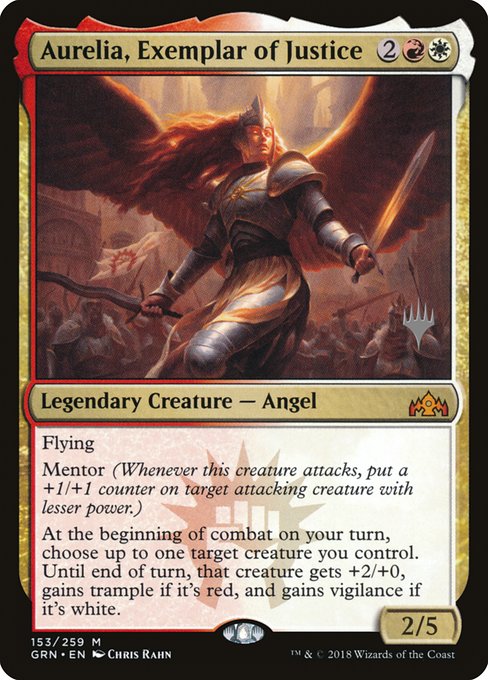 Aurelia, Exemplar of Justice 2
Legendary Creature — Angel
Flying
Mentor (Whenever this creature attacks, put a
+1/+1 counter on target attacking creature with
lesser power.)
At the beginning of combat on your turn,
choose up to one target creature you control.
Until end of turn, that creature gets +2/+0,
gains trample if it's red, and gains vigilance if
it's white.
2/5
153/259 M
GRN • EN Chris Rahn
™ & © 2018 Wizards of the Coast